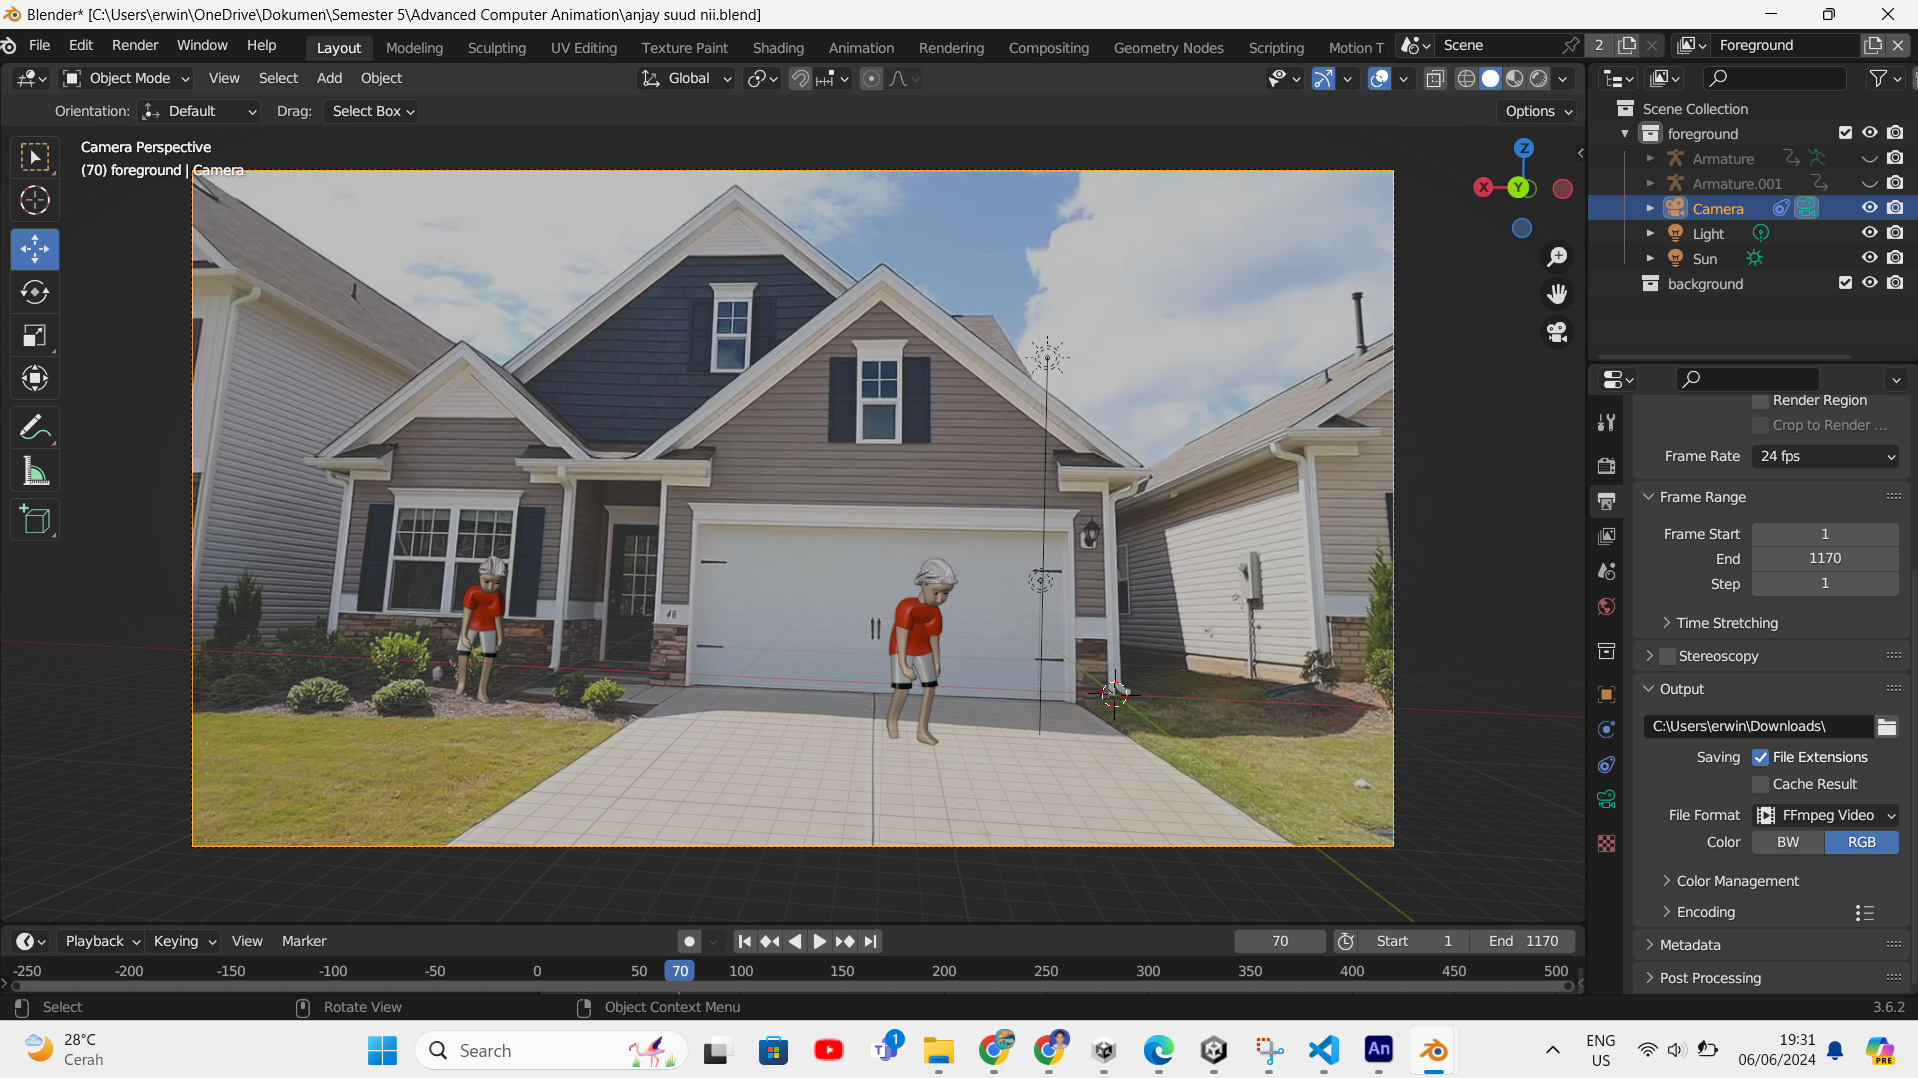 Blender* [C:\Users\erwin\OneDrive\Dokumen\Semester 5\Advanced Computer Animation\anjay suud nii.blend]
File Edit Render Window Help
Layout Modeling Sculpting UV Editing Texture Paint Shading Animation Rendering Compositing Geometry Nodes Scripting Motion T
Scene 2 Foreground
Object Mode View Select Add Object Global
Orientation: Default Drag: Select Box Options
Camera Perspective
(70) foreground | Camera
Z
X Y
48
Scene Collection
foreground
Armature
Armature.001
Camera
Light
Sun
background
Render Region
Crop to Render ...
Frame Rate 24 fps
Frame Range
Frame Start 1
End 1170
Step 1
Time Stretching
Stereoscopy
Output
C:\Users\erwin\Downloads\
Saving File Extensions
Cache Result
File Format FFmpeg Video
Color BW RGB
Color Management
Encoding
Metadata
Post Processing
Playback Keying View Marker 70 Start 1 End 1170
-250 -200 -150 -100 -50 0 50 70 100 150 200 250 300 350 400 450 500
Select Rotate View Object Context Menu 3.6.2
28°C
Cerah
Search
1
T
An
ENG
US
19:31
06/06/2024
PRE